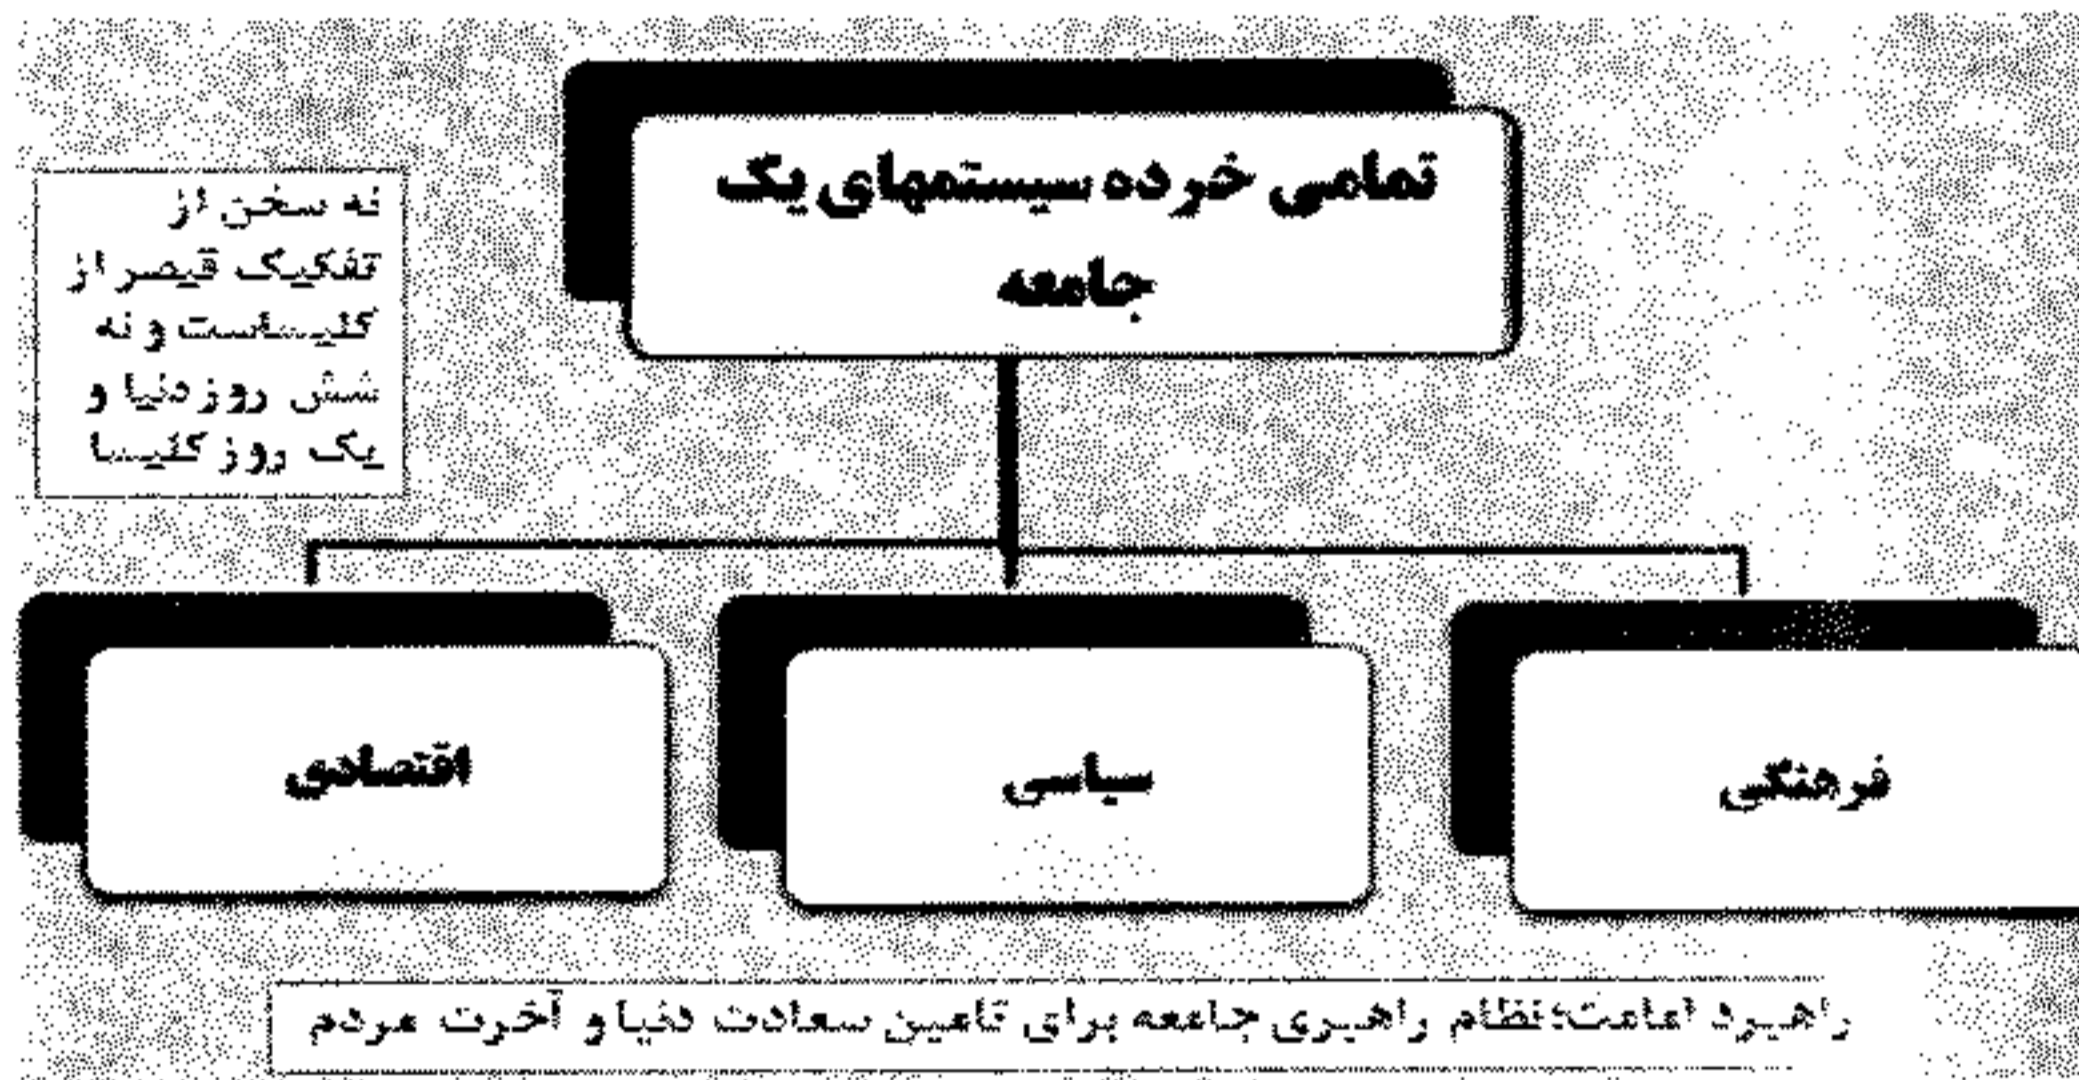 تمامی خرده سیستمهای یک
جامعه
نه سخن از
تفکیک قیصر از
کلیساست و نه
شش روز دنیا و
یک روز کلیسا
فرهنگی
سیاسی
اقتصادی
راهبرد امامت؛نظام راهبری جامعه برای تامین سعادت دنیا و آخرت مردم